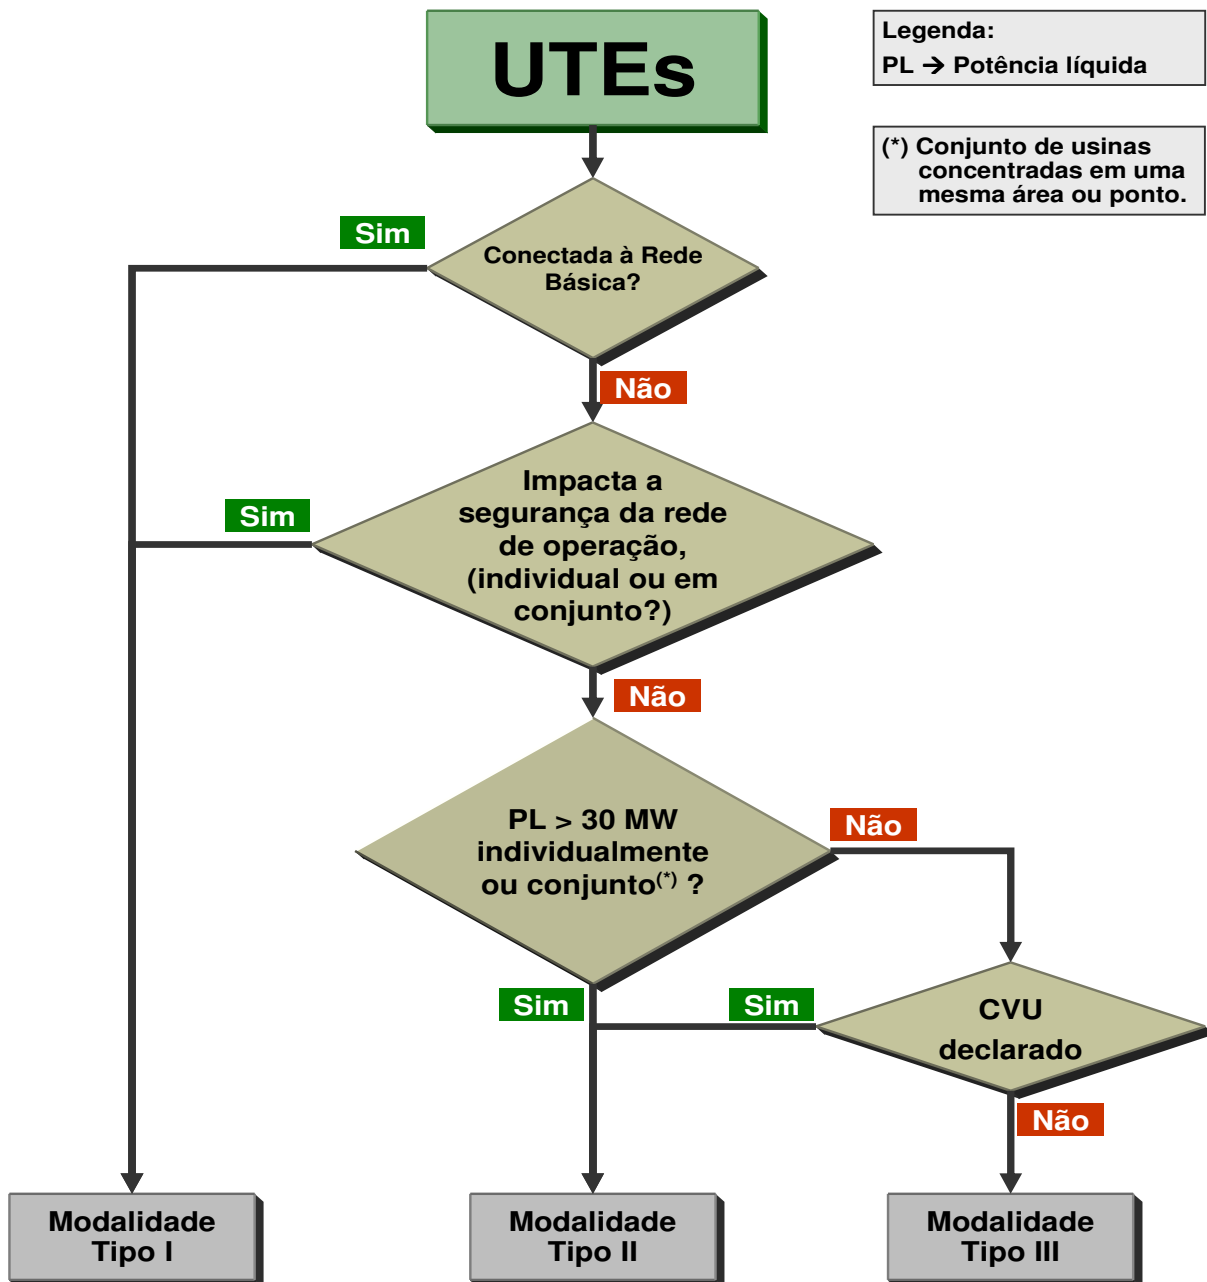 UTEs
Legenda:
PL → Potência líquida
(*) Conjunto de usinas
concentradas em uma
mesma área ou ponto.
Sim
Conectada à Rede
Básica?
Não
Impacta a
segurança da rede
de operação,
(individual ou em
conjunto?)
Sim
Não
PL > 30 MW
individualmente
ou conjunto(*) ?
Não
Sim
Sim
CVU
declarado
Não
Modalidade
Tipo I
Modalidade
Tipo II
Modalidade
Tipo III